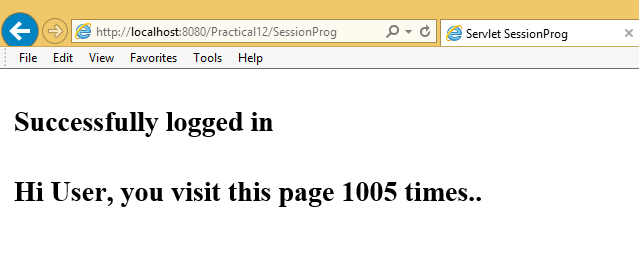 http://localhost:8080/Practical12/SessionProg
Servlet SessionProg
File Edit View Favorites Tools Help
Successfully logged in
Hi User, you visit this page 1005 times..